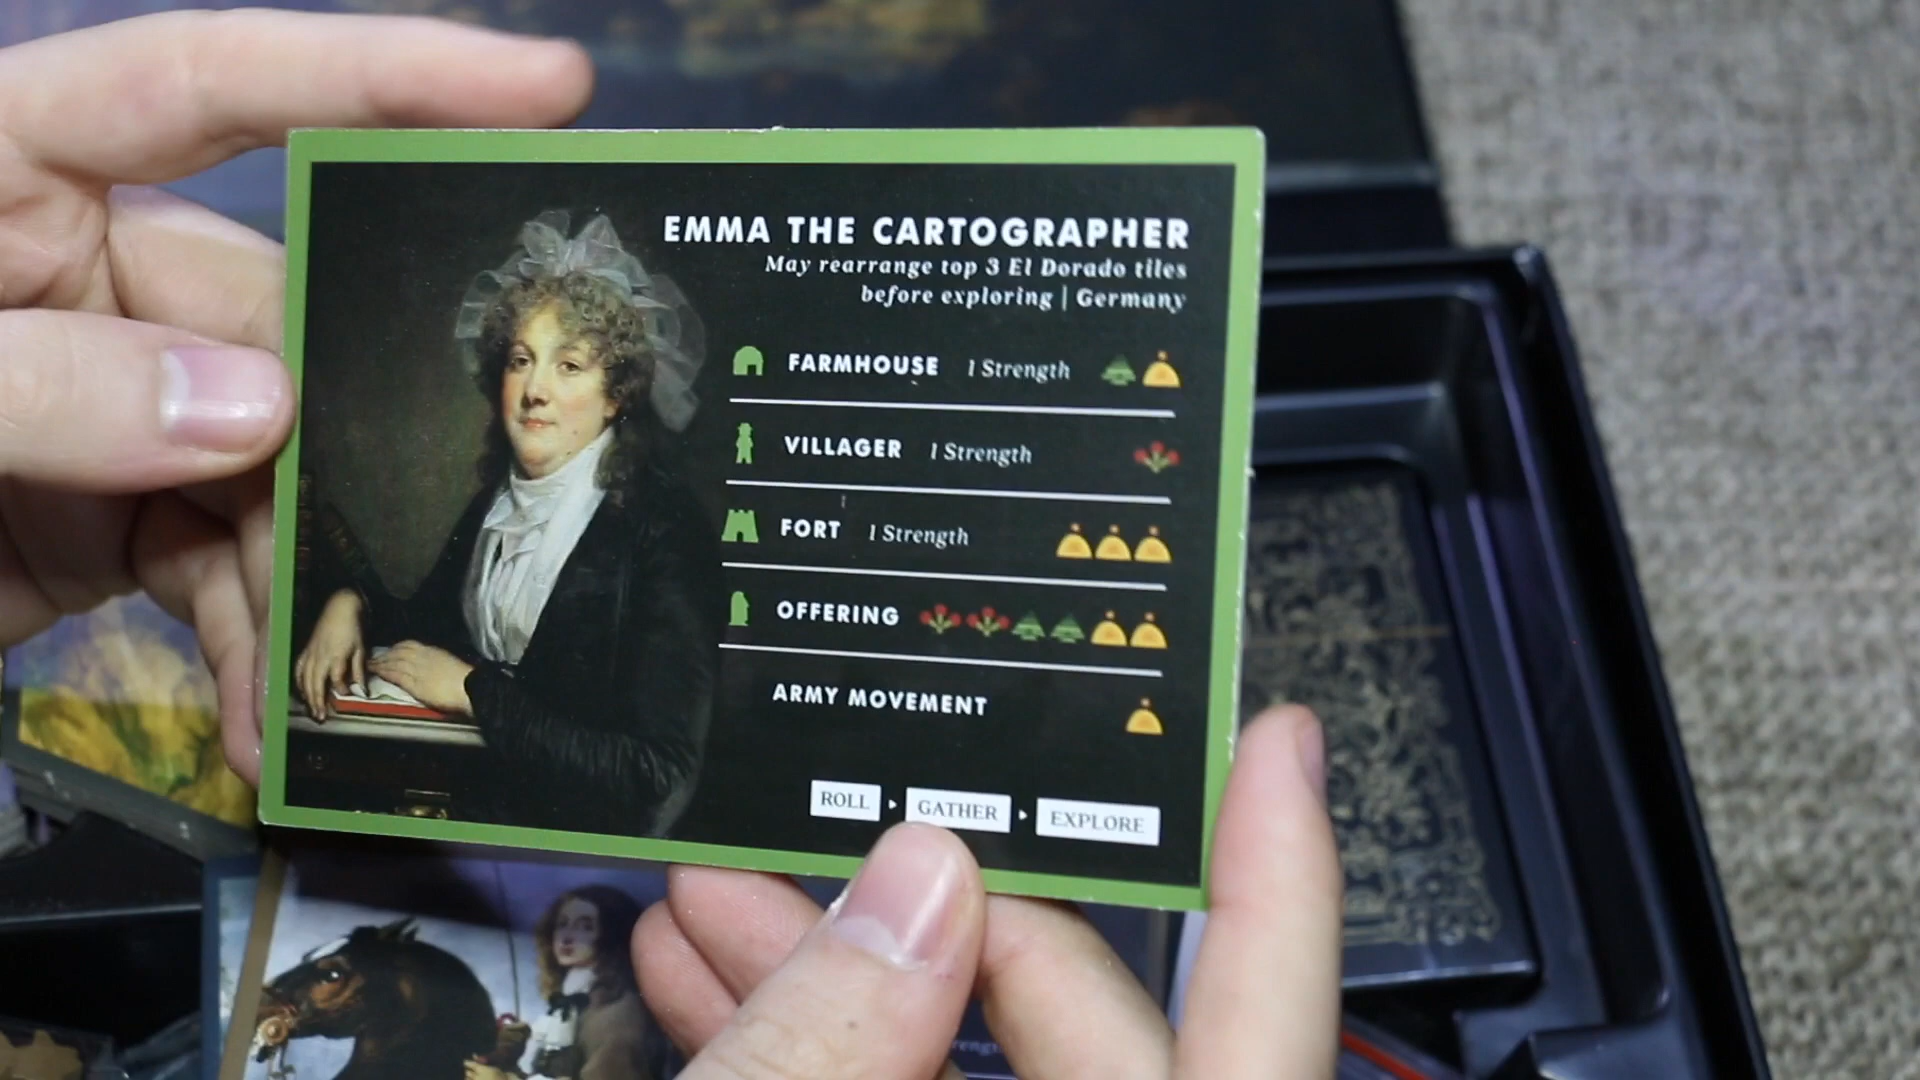 EMMA THE CARTOGRAPHER
May rearrange top 3 El Dorado tiles
before exploring | Germany
FARMHOUSE 1 Strength
VILLAGER 1 Strength
FORT 1 Strength
OFFERING
ARMY MOVEMENT
ROLL GATHER EXPLORE